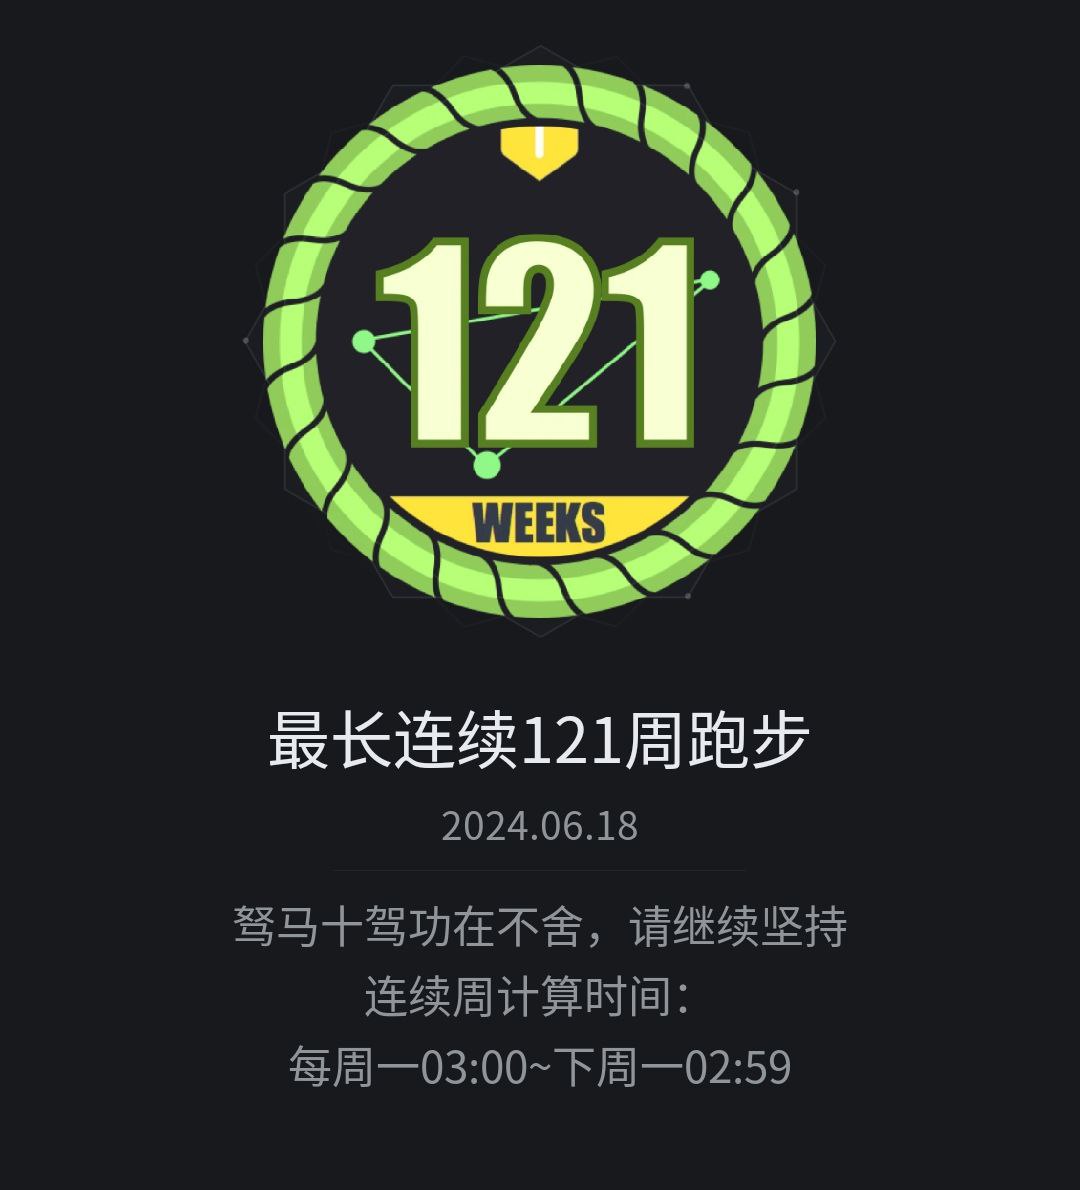 121
WEEKS
最长连续121周跑步
2024.06.18
驽马十驾功在不舍，请继续坚持
连续周计算时间：
每周一03:00~下周一02:59